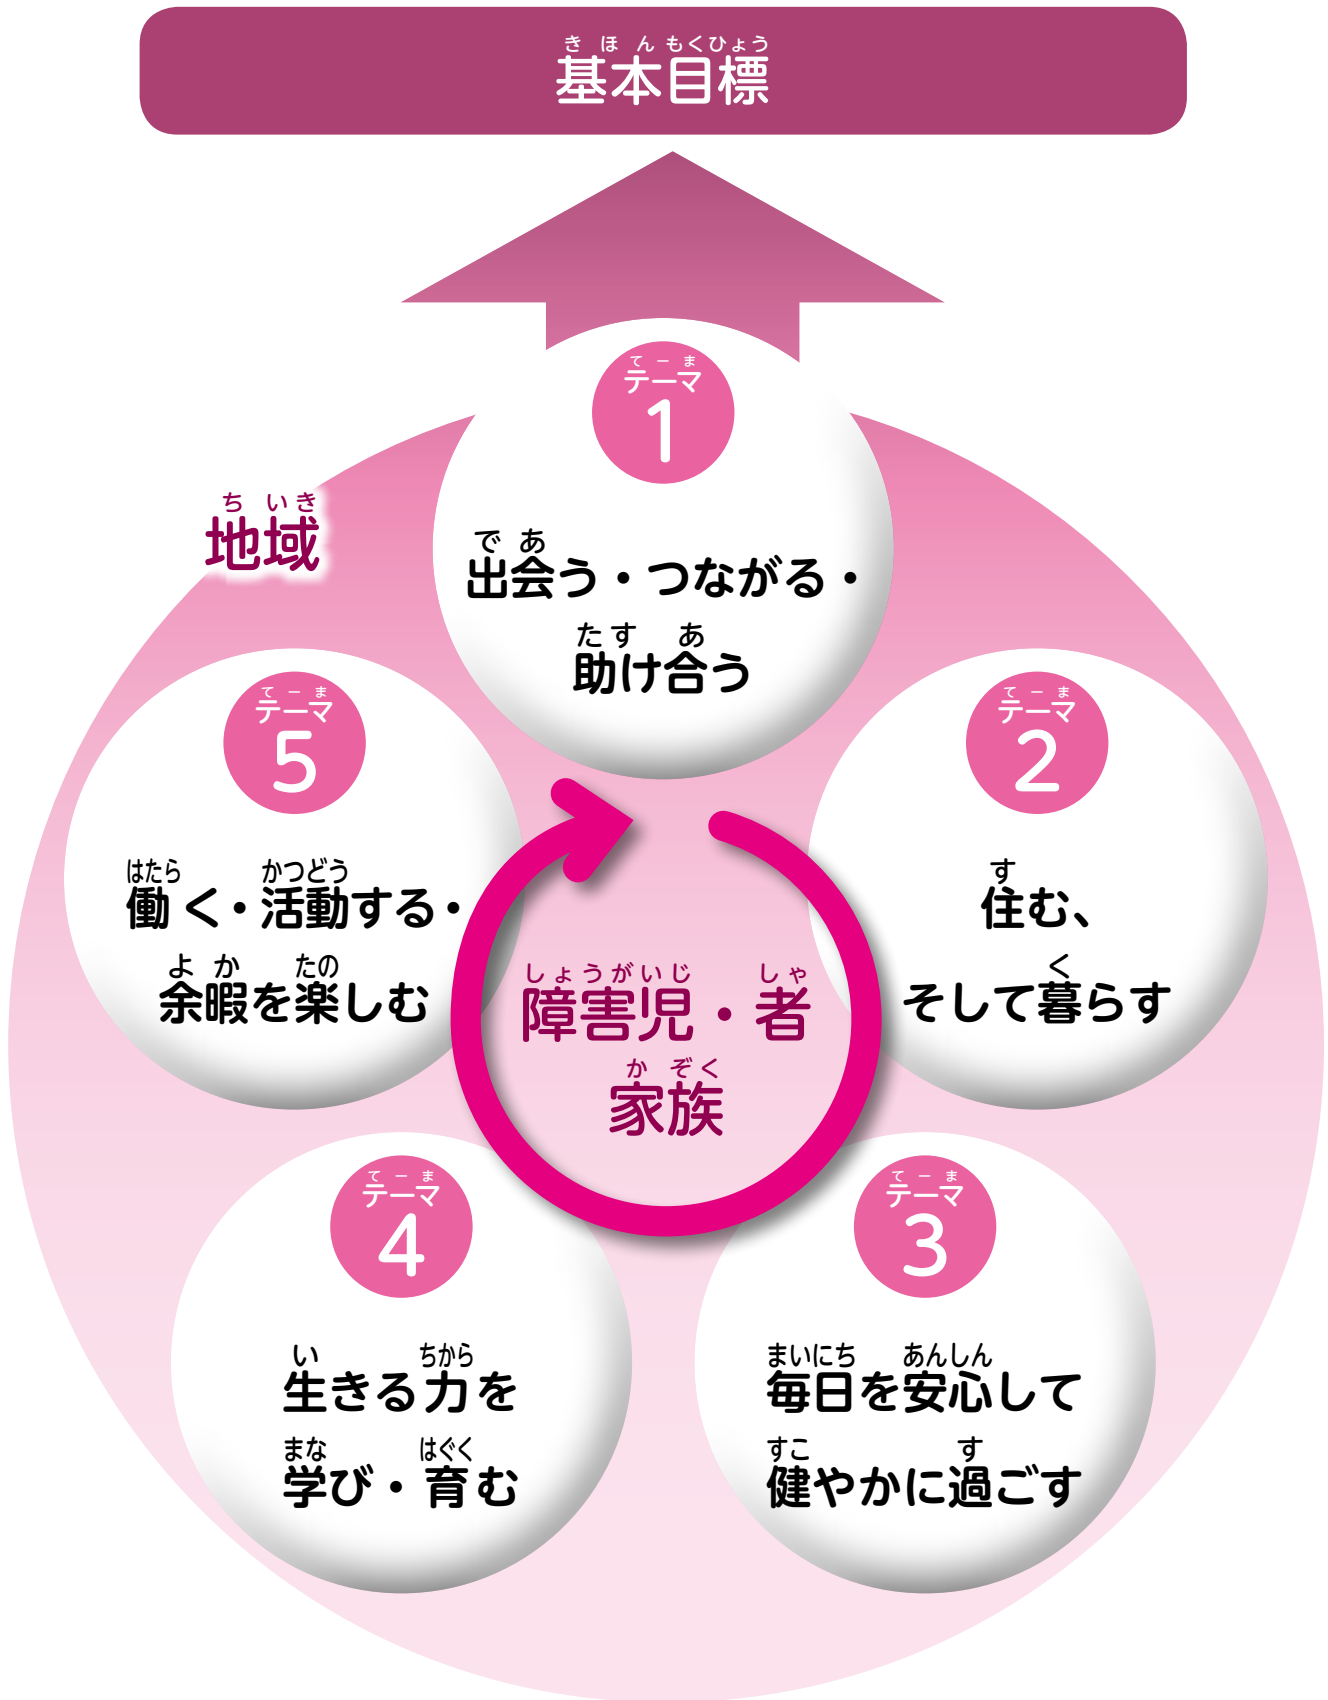 きほんもくひょう
基本目標
てーま
テーマ
1
であ
出会う・つながる・
たす あ
助け合う
ちいき
地域
てーま
テーマ
2
す
住む、
く
そして暮らす
てーま
テーマ
3
まいにち あんしん
毎日を安心して
すこ す
健やかに過ごす
てーま
テーマ
4
い ちから
生きる力を
まな はぐく
学び・育む
てーま
テーマ
5
はたら かつどう
働く・活動する・
よか たの
余暇を楽しむ
しょうがいじ しゃ
障害児・者
かぞく
家族